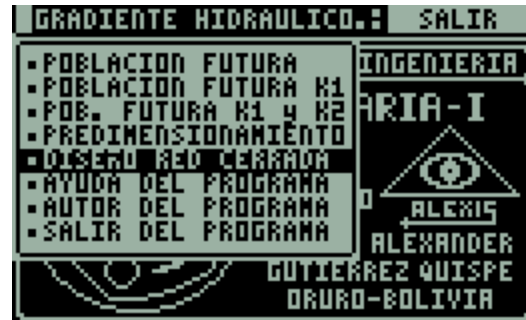 GRADIENTE HIDRAULICO.:
SALIR
▪POBLACION FUTURA
▪POBLACION FUTURA K1
▪POB. FUTURA K1 y K2
▪PREDIMENSIONAMIENTO
▪DISEÑO RED CERRADA
▪AYUDA DEL PROGRAMA
▪AUTOR DEL PROGRAMA
▪SALIR DEL PROGRAMA
INGENIERIA
ARIA-I
ALEXIS
ALEXANDER
GUTIERREZ QUISPE
ORURO-BOLIVIA